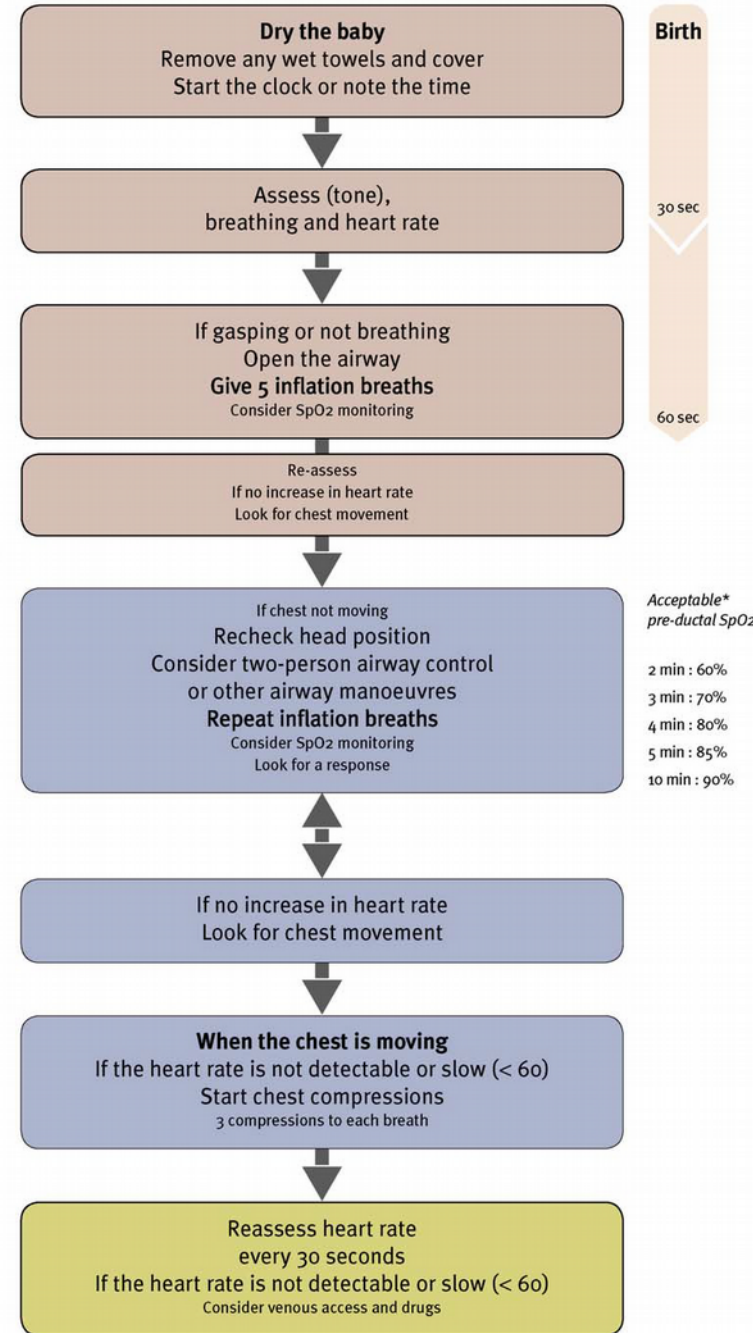 Dry the baby
Remove any wet towels and cover
Start the clock or note the time
Birth
Assess (tone),
breathing and heart rate
30 sec
If gasping or not breathing
Open the airway
Give 5 inflation breaths
Consider SpO2 monitoring
60 sec
Re-assess
If no increase in heart rate
Look for chest movement
If chest not moving
Recheck head position
Consider two-person airway control
or other airway manoeuvres
Repeat inflation breaths
Consider SpO2 monitoring
Look for a response
Acceptable*
pre-ductal SpO2
2 min : 60%
3 min : 70%
4 min : 80%
5 min : 85%
10 min : 90%
If no increase in heart rate
Look for chest movement
When the chest is moving
If the heart rate is not detectable or slow (< 60)
Start chest compressions
3 compressions to each breath
Reassess heart rate
every 30 seconds
If the heart rate is not detectable or slow (< 60)
Consider venous access and drugs